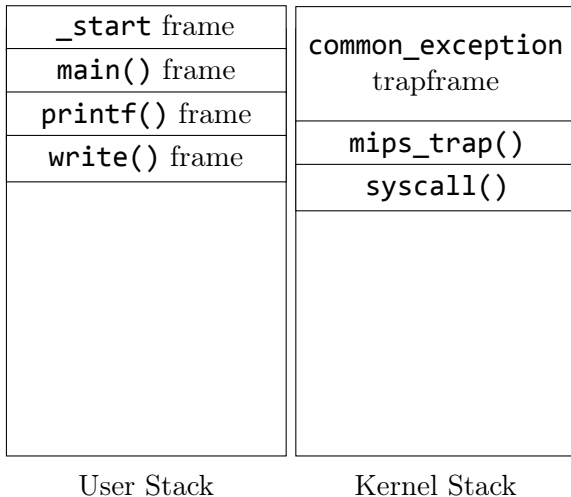 _start frame
main() frame
printf() frame
write() frame
User Stack
common_exception
trapframe
mips_trap()
syscall()
Kernel Stack